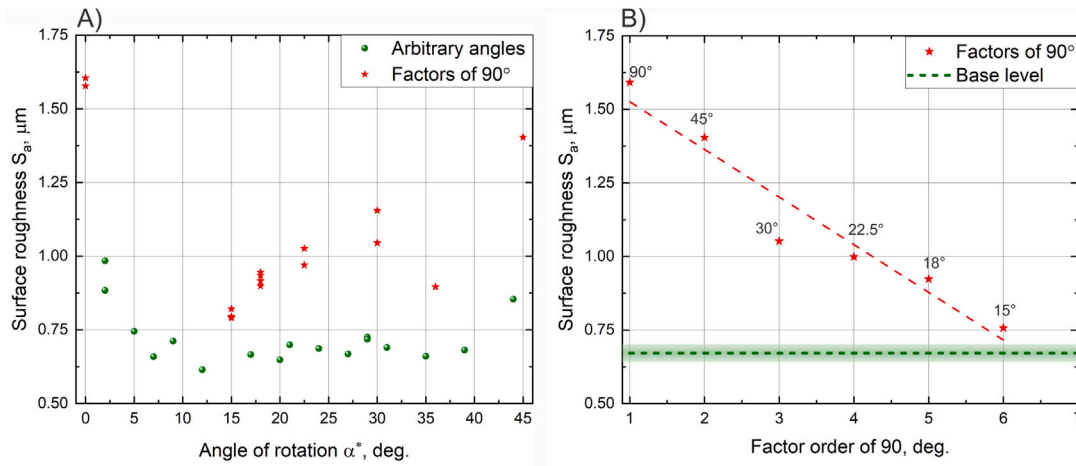 A)
Arbitrary angles
Factors of 90°
Surface roughness Sₐ, μm
1.75
1.50
1.25
1.00
0.75
0.50
0 5 10 15 20 25 30 35 40 45
Angle of rotation α*, deg.
B)
Factors of 90°
Base level
Surface roughness Sₐ, μm
1.75
1.50
1.25
1.00
0.75
0.50
90°
45°
30°
22.5°
18°
15°
1 2 3 4 5 6 7
Factor order of 90, deg.